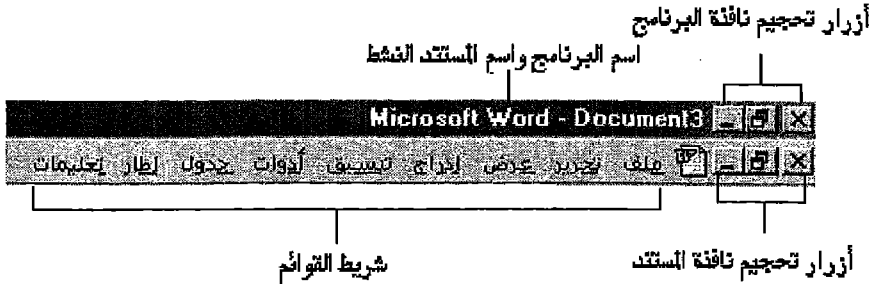 أزرار تحجيم نافذة البرنامج
اسم البرنامج واسم المستند النشط
Microsoft Word - Document3
ملف تحرير عرض إدراج تنسيق أدوات جدول إطار تعليمات
أزرار تحجيم نافذة المستند
شريط القوائم